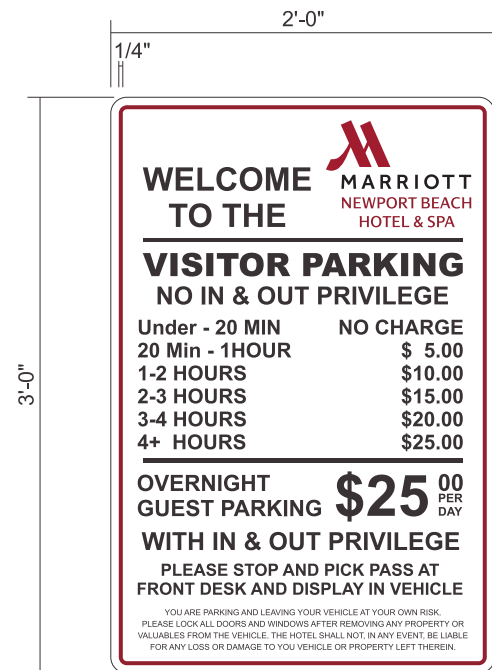 2'-0"
1/4"
3'-0"
WELCOME
TO THE
MARRIOTT
NEWPORT BEACH
HOTEL & SPA
VISITOR PARKING
NO IN & OUT PRIVILEGE
Under - 20 MIN NO CHARGE
20 Min - 1HOUR $ 5.00
1-2 HOURS $10.00
2-3 HOURS $15.00
3-4 HOURS $20.00
4+ HOURS $25.00
OVERNIGHT
GUEST PARKING
$25 00
PER
DAY
WITH IN & OUT PRIVILEGE
PLEASE STOP AND PICK PASS AT
FRONT DESK AND DISPLAY IN VEHICLE
YOU ARE PARKING AND LEAVING YOUR VEHICLE AT YOUR OWN RISK.
PLEASE LOCK ALL DOORS AND WINDOWS AFTER REMOVING ANY PROPERTY OR
VALUABLES FROM THE VEHICLE. THE HOTEL SHALL NOT, IN ANY EVENT, BE LIABLE
FOR ANY LOSS OR DAMAGE TO YOU VEHICLE OR PROPERTY LEFT THEREIN.